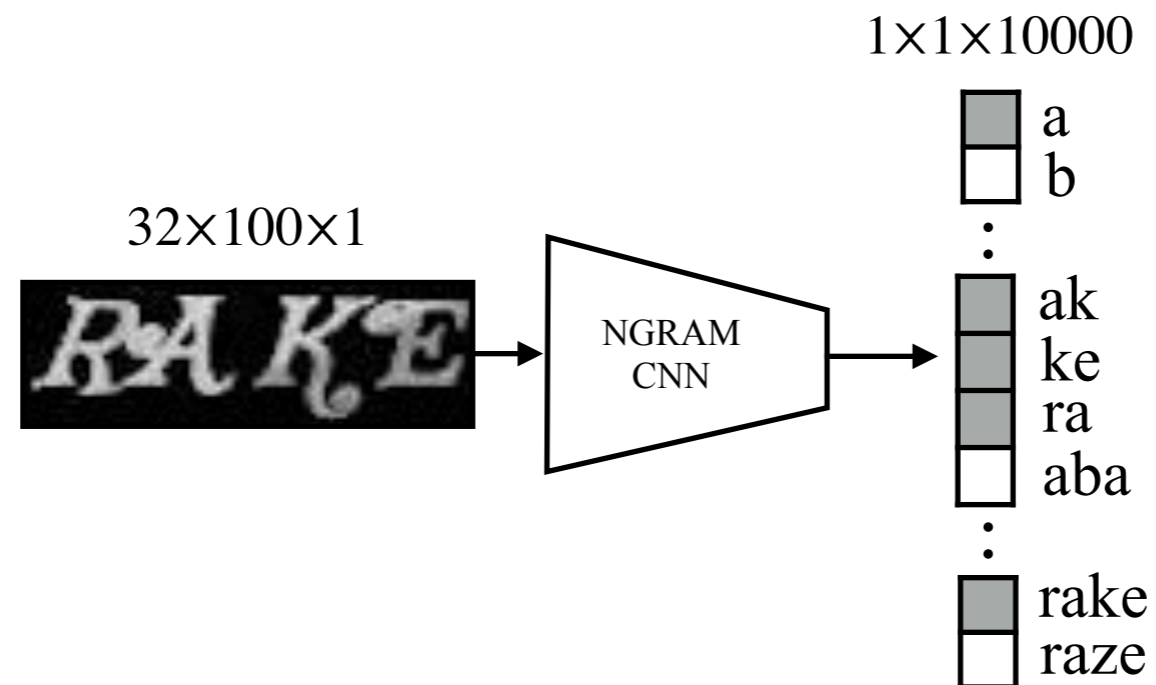 1×1×10000
a
b
32×100×1
ak
RAKE
NGRAM
CNN
ke
ra
aba
rake
raze